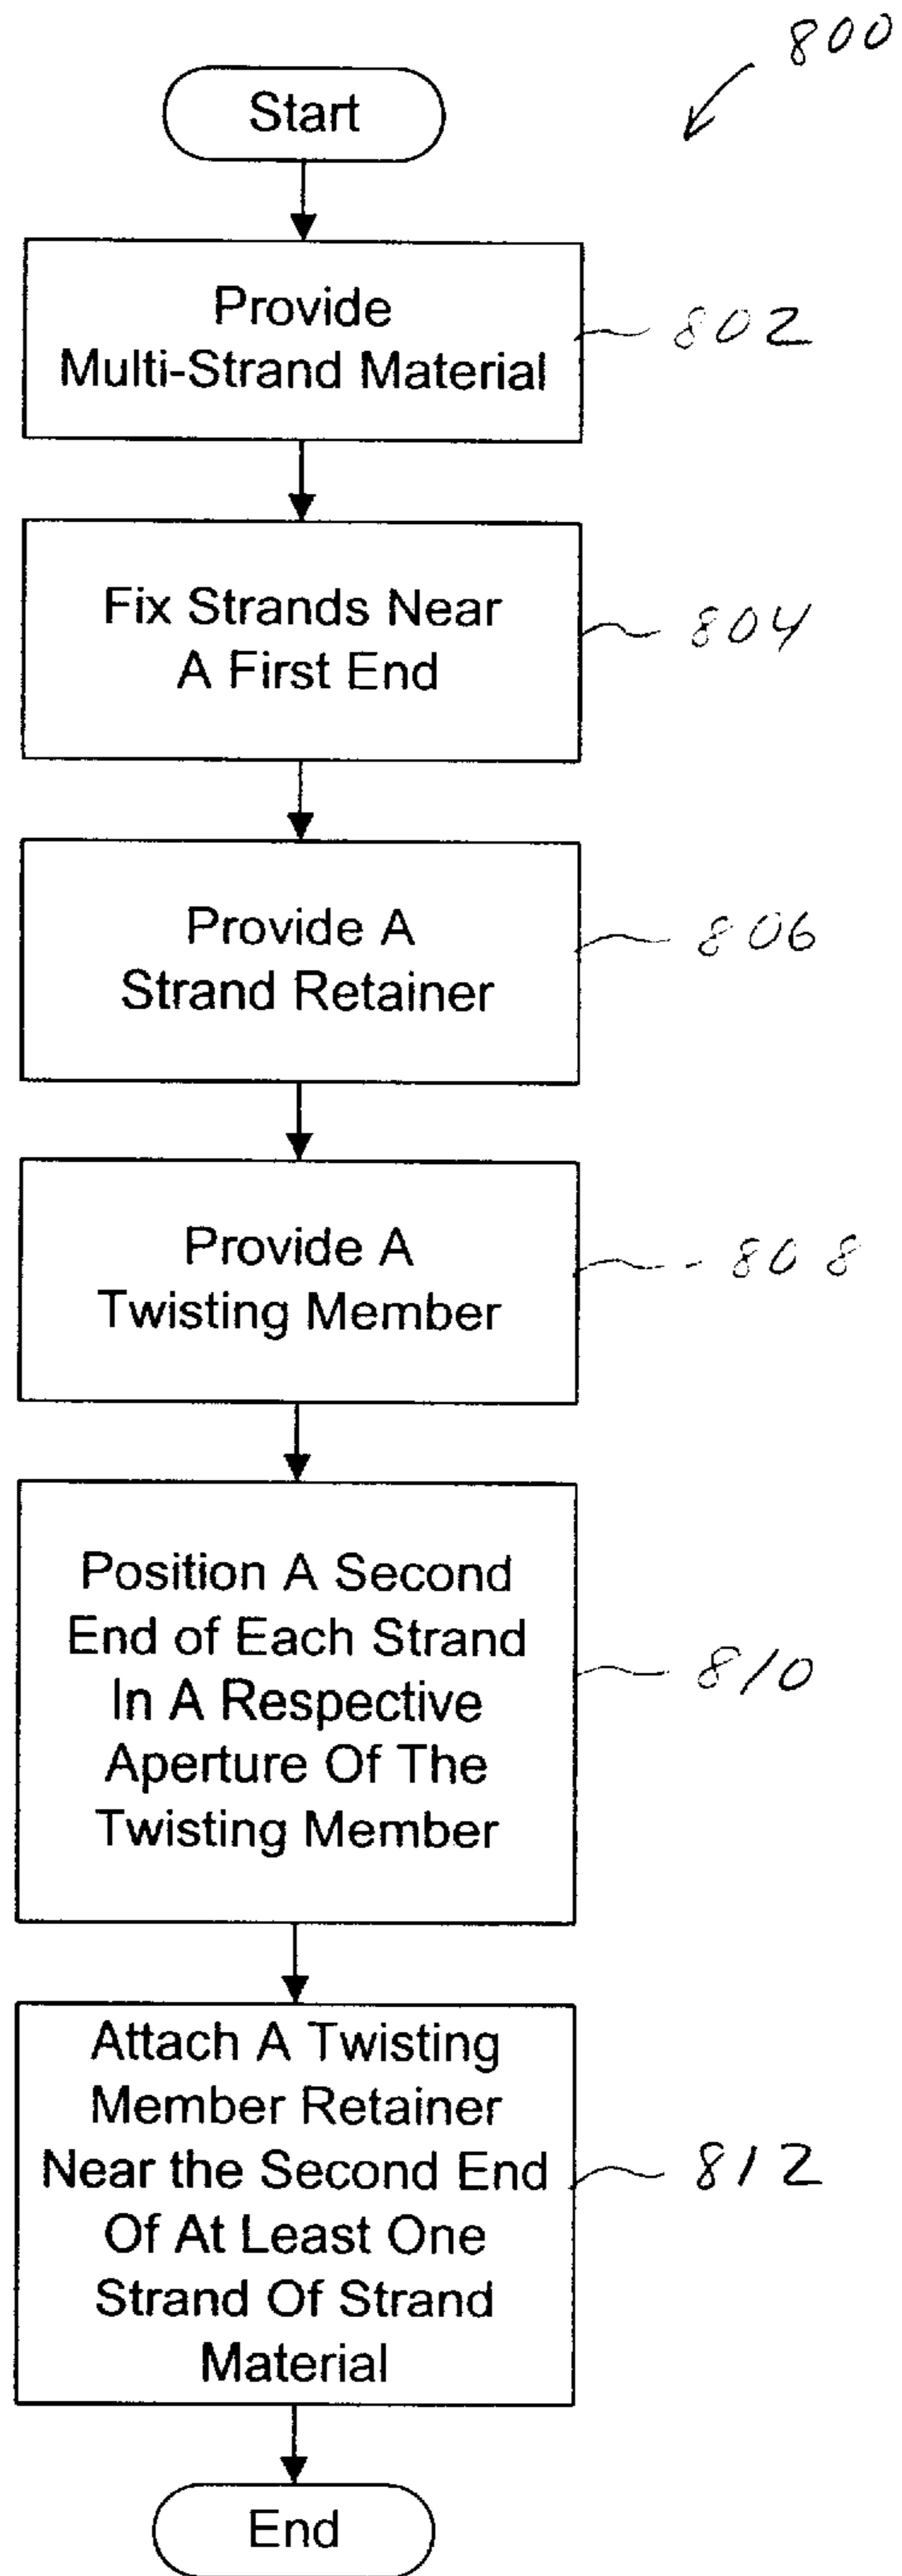 800
Start
Provide
Multi-Strand Material
802
Fix Strands Near
A First End
804
Provide A
Strand Retainer
806
Provide A
Twisting Member
808
Position A Second
End of Each Strand
In A Respective
Aperture Of The
Twisting Member
810
Attach A Twisting
Member Retainer
Near the Second End
Of At Least One
Strand Of Strand
Material
812
End